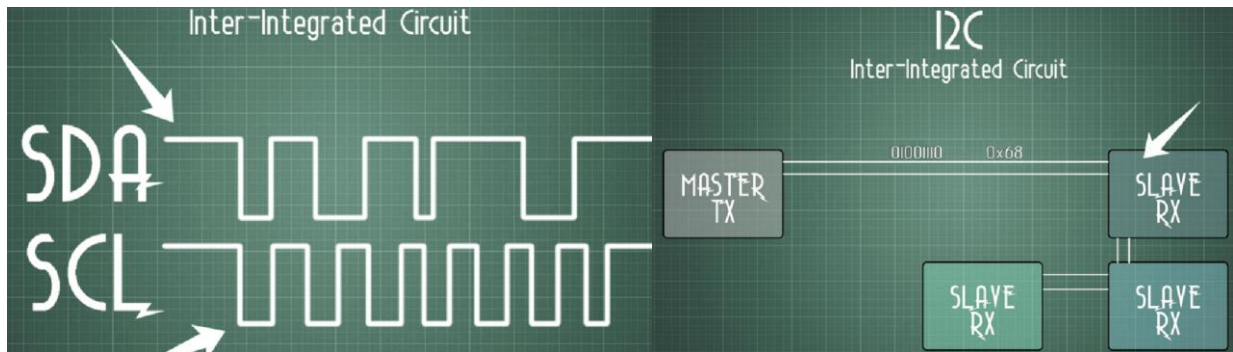 Inter-Integrated Circuit
SDA
SCL
I2C
Inter-Integrated Circuit
01001110 0x68
MASTER
TX
SLAVE
RX
SLAVE
RX
SLAVE
RX